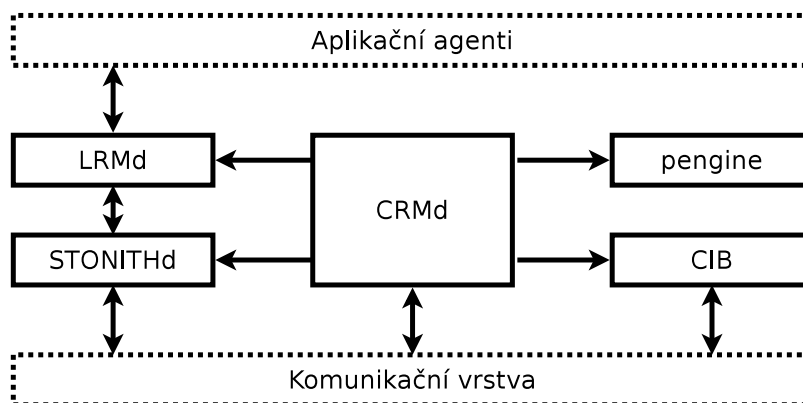 Aplikační agenti
LRMd
CRMd
pengine
STONITHd
CIB
Komunikační vrstva